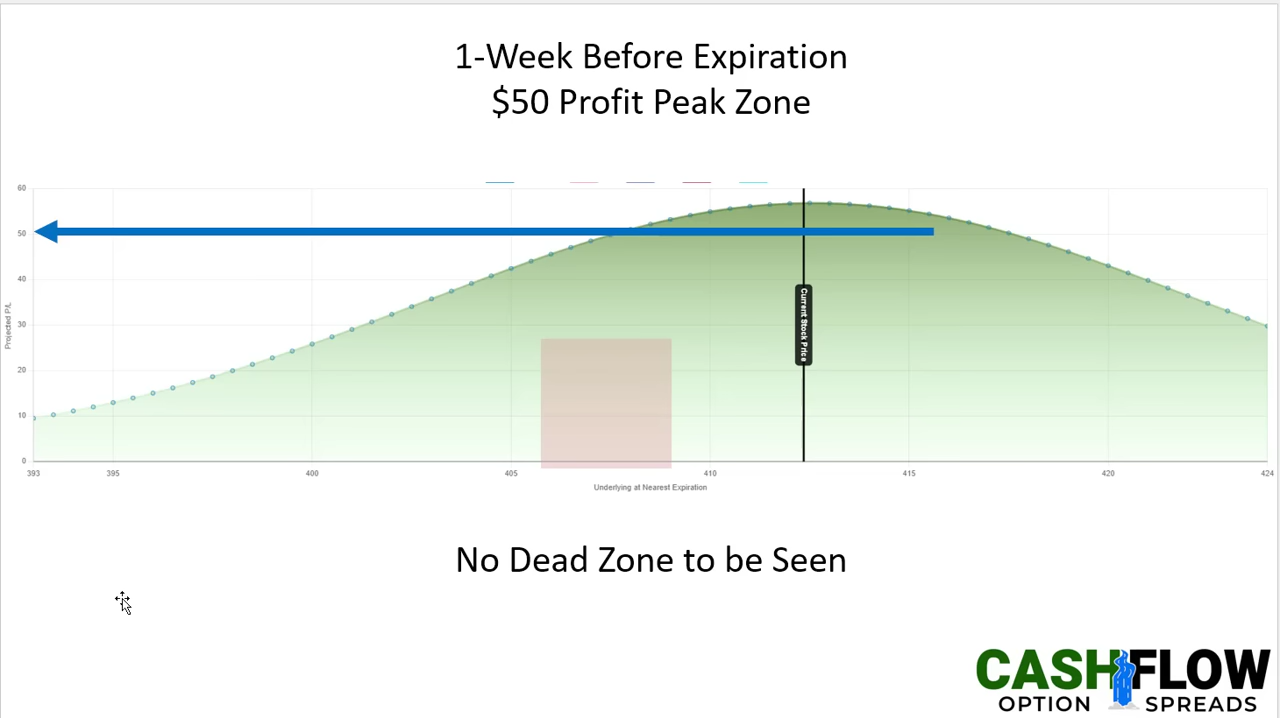 1-Week Before Expiration
$50 Profit Peak Zone
60
50
40
30
20
10
0
Projected P/L
Current Stock Price
393
395
400
405
410
415
420
424
Underlying at Nearest Expiration
No Dead Zone to be Seen
CASHFLOW
OPTION SPREADS